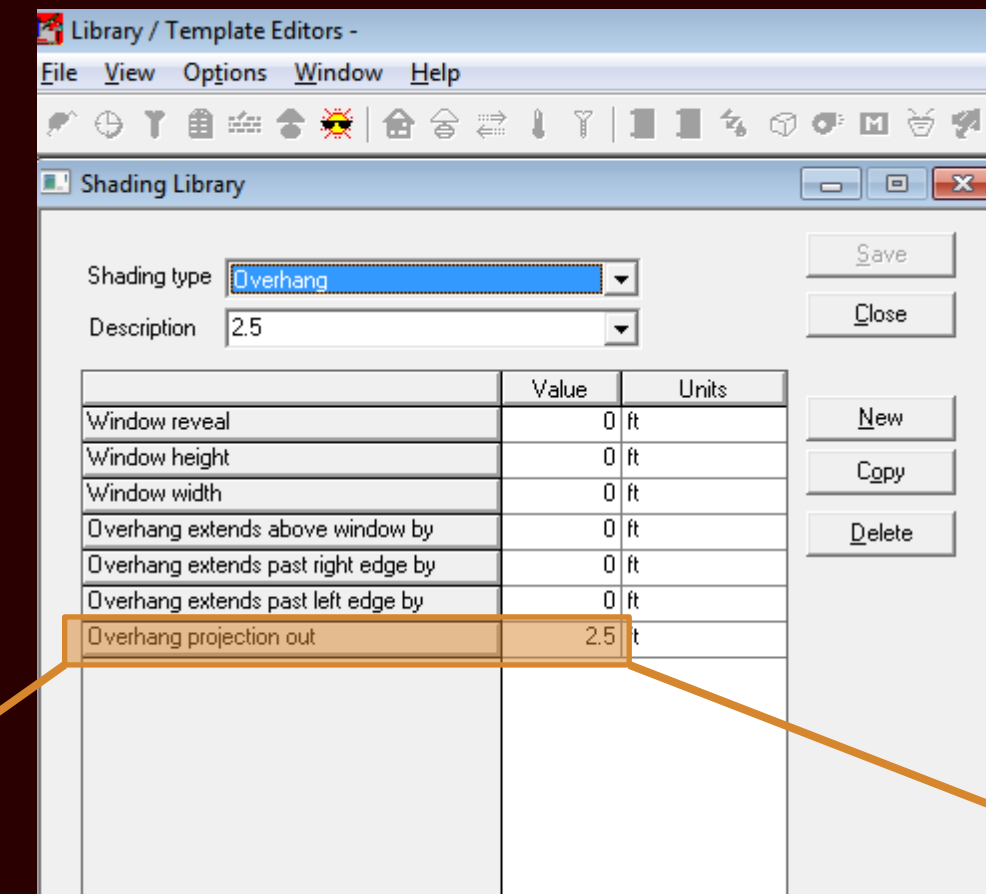 Library / Template Editors -
File View Options Window Help
Shading Library
Shading type Overhang
Description 2.5
Save
Close
New
Copy
Delete
Value Units
Window reveal 0 ft
Window height 0 ft
Window width 0 ft
Overhang extends above window by 0 ft
Overhang extends past right edge by 0 ft
Overhang extends past left edge by 0 ft
Overhang projection out 2.5 ft